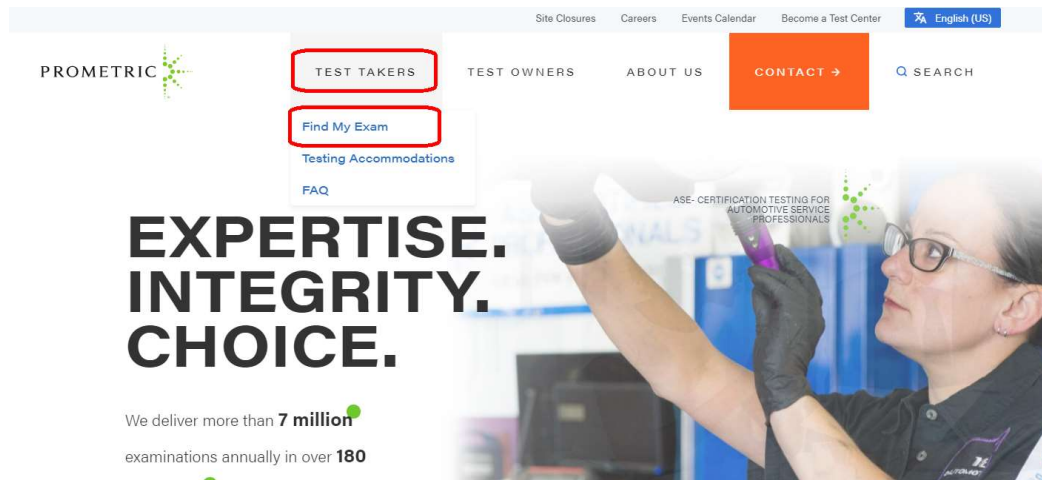 Site Closures Careers Events Calendar Become a Test Center English (US)
PROMETRIC TEST TAKERS TEST OWNERS ABOUT US CONTACT → SEARCH
Find My Exam
Testing Accommodations
FAQ
ASE- CERTIFICATION TESTING FOR
AUTOMOTIVE SERVICE
PROFESSIONALS
EXPERTISE.
INTEGRITY.
CHOICE.
We deliver more than 7 million
examinations annually in over 180